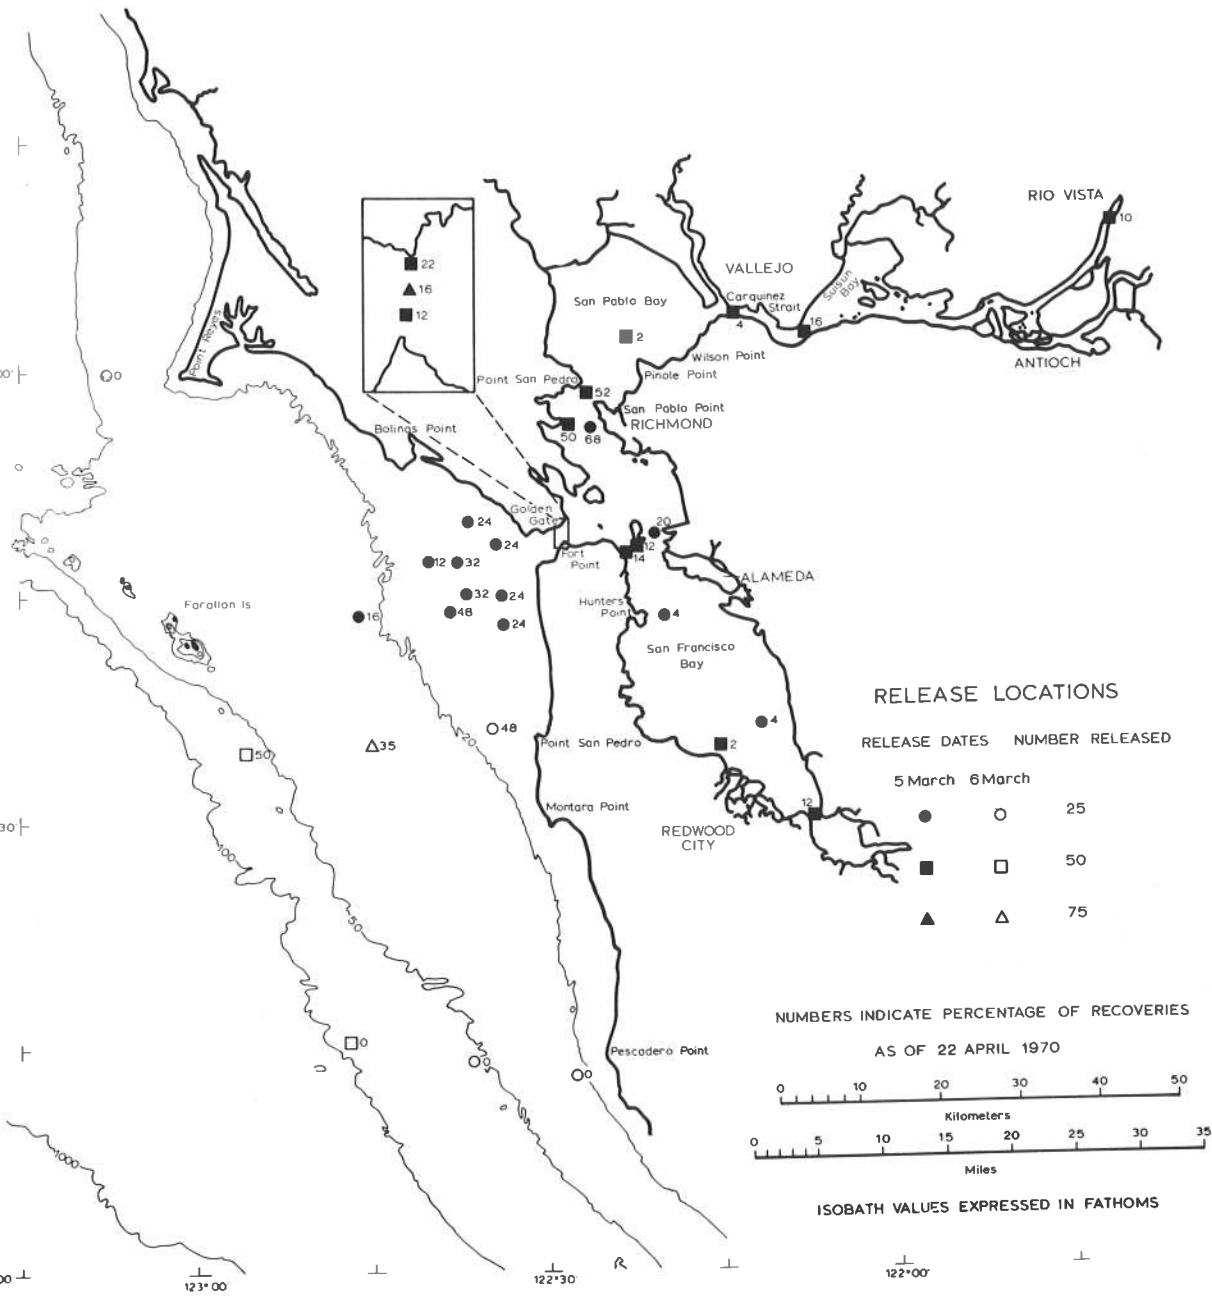 RIO VISTA
10
22
VALLEJO
16
San Pablo Bay
Carquinez
Strait
Suisun
Bay
12
4
16
2
Wilson Point
ANTIOCH
Point Reyes
00'
0
Point San Pedro
Pinole Point
52
San Pablo Point
RICHMOND
Bolinas Point
50
68
Golden
Gate
24
20
24
12
14
Fort
Point
12
32
ALAMEDA
32
24
Hunters
Point
Farallon Is
16
48
4
24
San Francisco
Bay
RELEASE LOCATIONS
48
4
20
Point San Pedro
35
50
2
RELEASE DATES NUMBER RELEASED
5 March 6 March
Montara Point
12
25
30'
REDWOOD
CITY
100
50
50
75
NUMBERS INDICATE PERCENTAGE OF RECOVERIES
AS OF 22 APRIL 1970
Pescadero Point
0
0
0
0 10 20 30 40 50
Kilometers
0 5 10 15 20 25 30 35
Miles
1000
ISOBATH VALUES EXPRESSED IN FATHOMS
00
123°00'
122°30'
R
122°00'